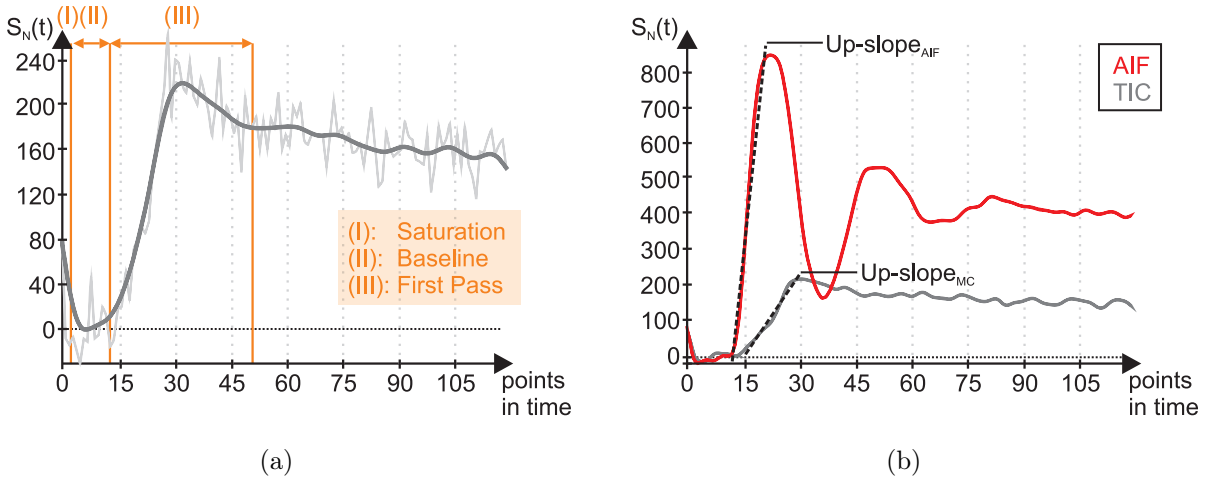 S_N(t) (I)(II) (III)
240
200
160
120
80
40
0
0 15 30 45 60 75 90 105 points
in time
(I): Saturation
(II): Baseline
(III): First Pass
(a)
S_N(t)
Up-slope_AIF
AIF
TIC
800
700
600
500
400
300
200
100
0
Up-slope_MC
0 15 30 45 60 75 90 105 points
in time
(b)